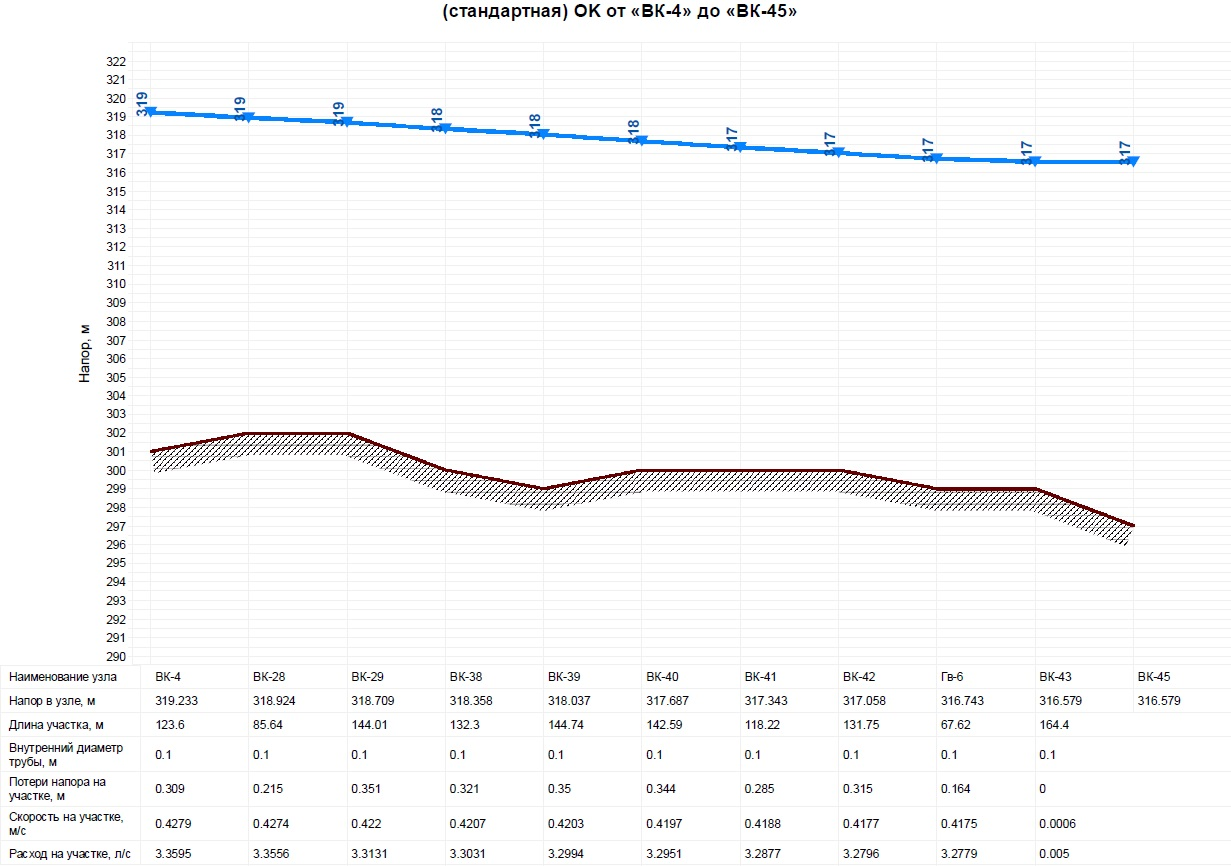 (стандартная) ОК от «ВК-4» до «ВК-45»
322
321
320
319
318
317
316
315
314
313
312
311
310
309
308
307
306
305
304
303
302
301
300
299
298
297
296
295
294
293
292
291
290
Напор, м
319 319 319 318 318 318 317 317 317 317 317
Наименование узла ВК-4 ВК-28 ВК-29 ВК-38 ВК-39 ВК-40 ВК-41 ВК-42 Гв-6 ВК-43 ВК-45
Напор в узле, м 319.233 318.924 318.709 318.358 318.037 317.687 317.343 317.058 316.743 316.579 316.579
Длина участка, м 123.6 85.64 144.01 132.3 144.74 142.59 118.22 131.75 67.62 164.4
Внутренний диаметр
трубы, м 0.1 0.1 0.1 0.1 0.1 0.1 0.1 0.1 0.1 0.1
Потери напора на
участке, м 0.309 0.215 0.351 0.321 0.35 0.344 0.285 0.315 0.164 0
Скорость на участке,
м/с 0.4279 0.4274 0.422 0.4207 0.4203 0.4197 0.4188 0.4177 0.4175 0.0006
Расход на участке, л/с 3.3595 3.3556 3.3131 3.3031 3.2994 3.2951 3.2877 3.2796 3.2779 0.005